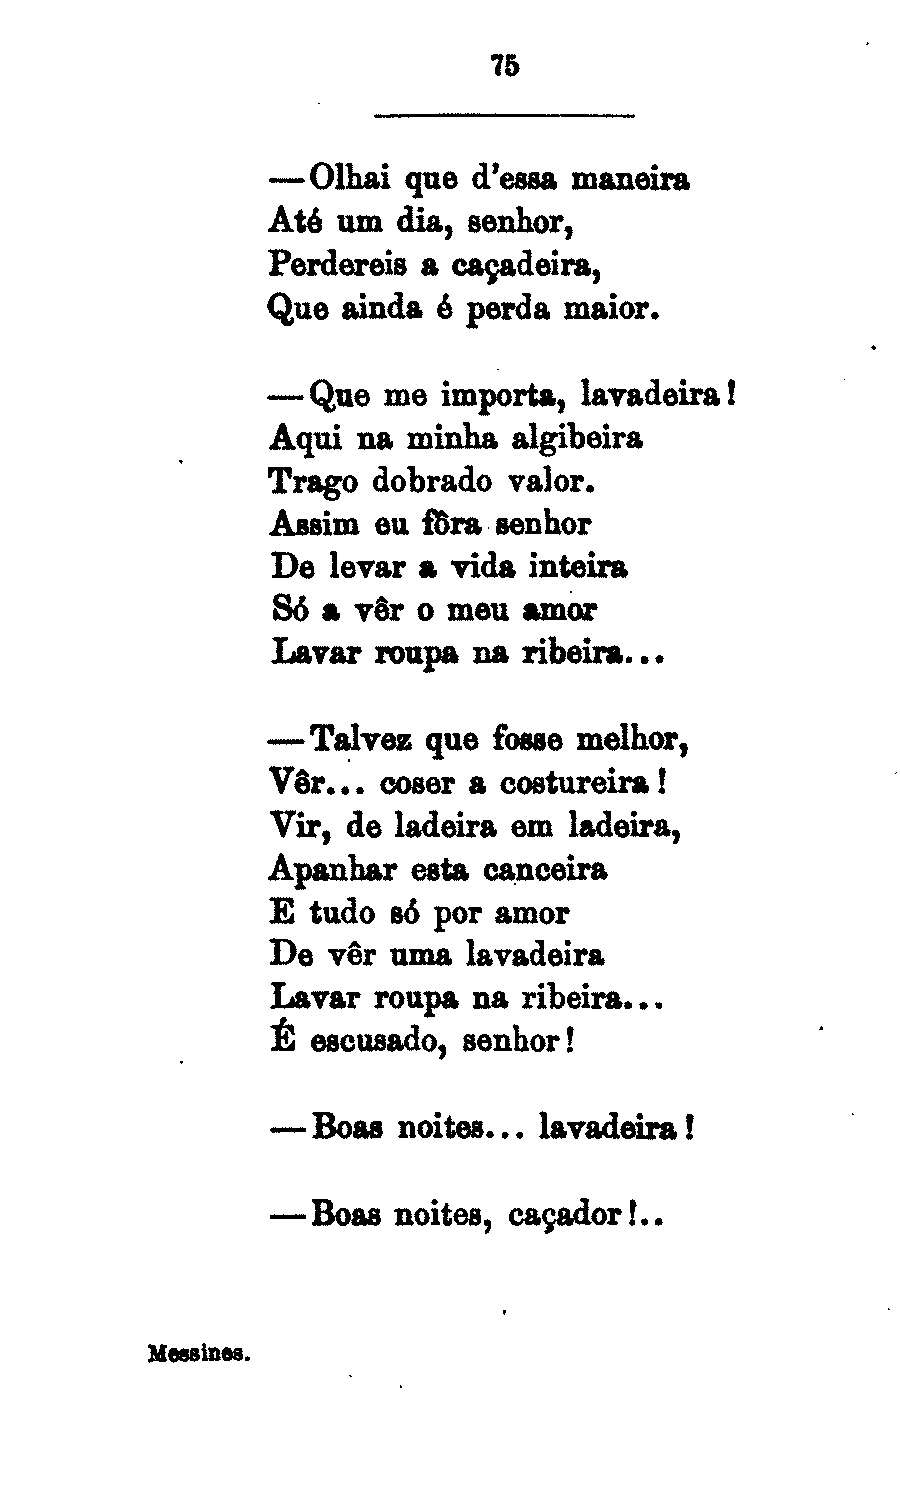 75
—Olhai que d'essa maneira
Até um dia, senhor,
Perdereis a caçadeira,
Que ainda é perda maior.
—Que me importa, lavadeira!
Aqui na minha algibeira
Trago dobrado valor.
Assim eu fôra senhor
De levar a vida inteira
Só a vêr o meu amor
Lavar roupa na ribeira...
—Talvez que fosse melhor,
Vêr... coser a costureira!
Vir, de ladeira em ladeira,
Apanhar esta canceira
E tudo só por amor
De vêr uma lavadeira
Lavar roupa na ribeira...
É escusado, senhor!
—Boas noites... lavadeira!
—Boas noites, caçador!..
Messines.